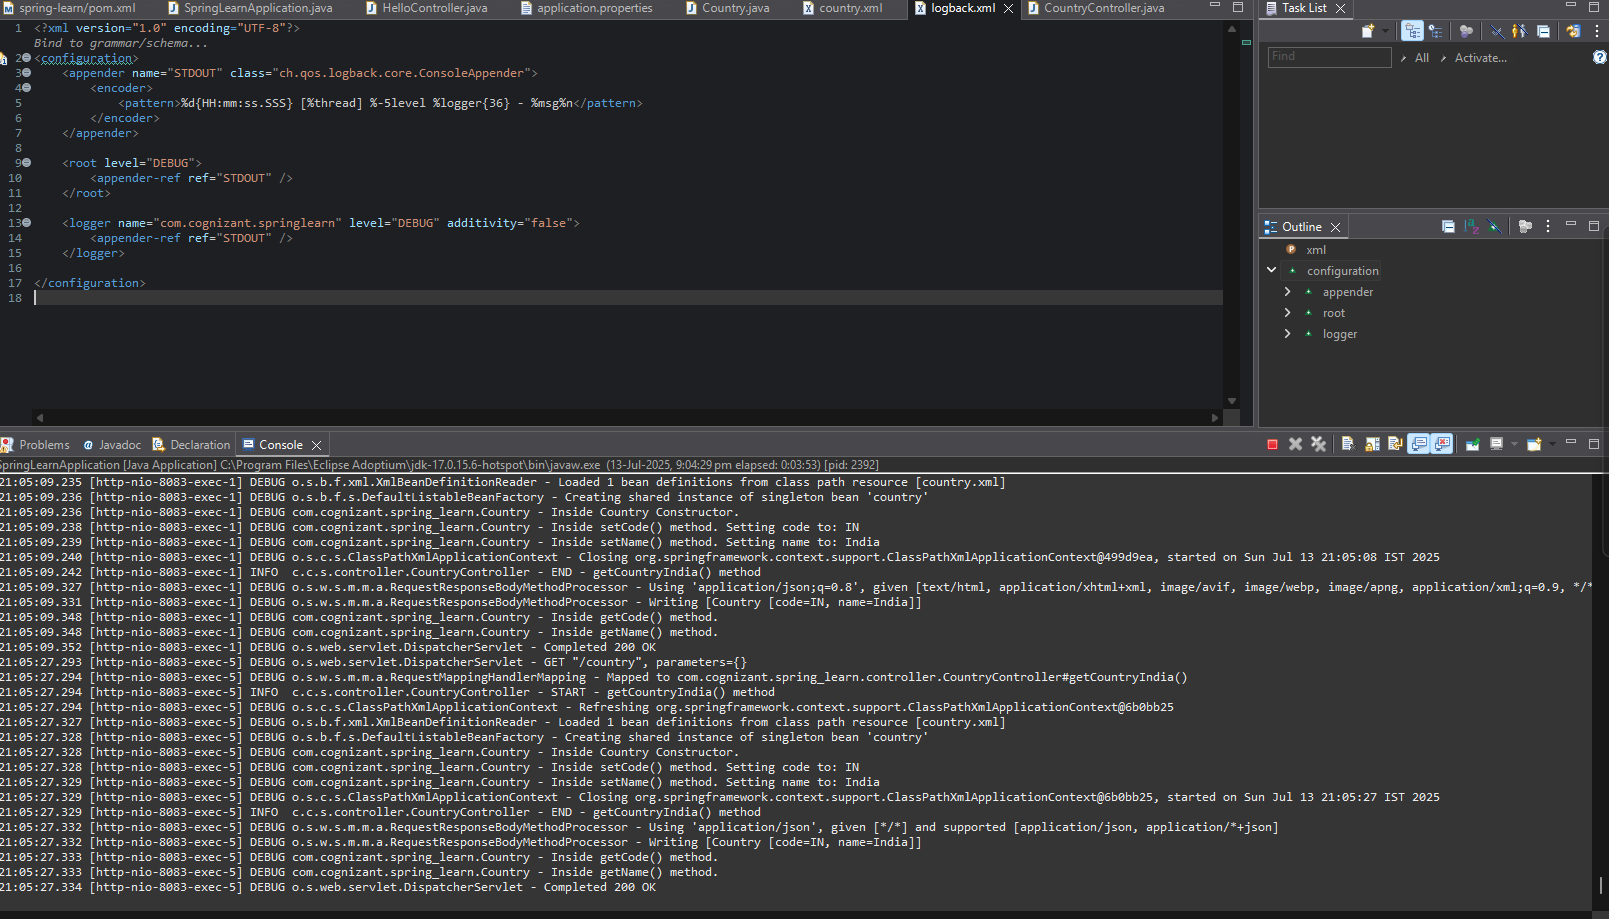 spring-learn/pom.xml
SpringLearnApplication.java
HelloController.java
application.properties
Country.java
country.xml
logback.xml
CountryController.java
1 <?xml version="1.0" encoding="UTF-8"?>
Bind to grammar/schema...
2 <configuration>
3 <appender name="STDOUT" class="ch.qos.logback.core.ConsoleAppender">
4 <encoder>
5 <pattern>%d{HH:mm:ss.SSS} [%thread] %-5level %logger{36} - %msg%n</pattern>
6 </encoder>
7 </appender>
8
9 <root level="DEBUG">
10 <appender-ref ref="STDOUT" />
11 </root>
12
13 <logger name="com.cognizant.springlearn" level="DEBUG" additivity="false">
14 <appender-ref ref="STDOUT" />
15 </logger>
16
17 </configuration>
18
Task List
Find
All
Activate...
Outline
xml
configuration
appender
root
logger
Problems
Javadoc
Declaration
Console
SpringLearnApplication [Java Application] C:\Program Files\Eclipse Adoptium\jdk-17.0.15.6-hotspot\bin\javaw.exe (13-Jul-2025, 9:04:29 pm elapsed: 0:03:53) [pid: 2392]
21:05:09.235 [http-nio-8083-exec-1] DEBUG o.s.b.f.xml.XmlBeanDefinitionReader - Loaded 1 bean definitions from class path resource [country.xml]
21:05:09.236 [http-nio-8083-exec-1] DEBUG o.s.b.f.s.DefaultListableBeanFactory - Creating shared instance of singleton bean 'country'
21:05:09.236 [http-nio-8083-exec-1] DEBUG com.cognizant.spring_learn.Country - Inside Country Constructor.
21:05:09.238 [http-nio-8083-exec-1] DEBUG com.cognizant.spring_learn.Country - Inside setCode() method. Setting code to: IN
21:05:09.239 [http-nio-8083-exec-1] DEBUG com.cognizant.spring_learn.Country - Inside setName() method. Setting name to: India
21:05:09.240 [http-nio-8083-exec-1] DEBUG o.s.c.s.ClassPathXmlApplicationContext - Closing org.springframework.context.support.ClassPathXmlApplicationContext@499d9ea, started on Sun Jul 13 21:05:08 IST 2025
21:05:09.242 [http-nio-8083-exec-1] INFO  c.c.s.controller.CountryController - END - getCountryIndia() method
21:05:09.327 [http-nio-8083-exec-1] DEBUG o.s.w.s.m.m.a.RequestResponseBodyMethodProcessor - Using 'application/json;q=0.8', given [text/html, application/xhtml+xml, image/avif, image/webp, image/apng, application/xml;q=0.9, */*
21:05:09.331 [http-nio-8083-exec-1] DEBUG o.s.w.s.m.m.a.RequestResponseBodyMethodProcessor - Writing [Country [code=IN, name=India]]
21:05:09.348 [http-nio-8083-exec-1] DEBUG com.cognizant.spring_learn.Country - Inside getCode() method.
21:05:09.348 [http-nio-8083-exec-1] DEBUG com.cognizant.spring_learn.Country - Inside getName() method.
21:05:09.352 [http-nio-8083-exec-1] DEBUG o.s.web.servlet.DispatcherServlet - Completed 200 OK
21:05:27.293 [http-nio-8083-exec-5] DEBUG o.s.web.servlet.DispatcherServlet - GET "/country", parameters={}
21:05:27.294 [http-nio-8083-exec-5] DEBUG o.s.w.s.m.m.a.RequestMappingHandlerMapping - Mapped to com.cognizant.spring_learn.controller.CountryController#getCountryIndia()
21:05:27.294 [http-nio-8083-exec-5] INFO  c.c.s.controller.CountryController - START - getCountryIndia() method
21:05:27.294 [http-nio-8083-exec-5] DEBUG o.s.c.s.ClassPathXmlApplicationContext - Refreshing org.springframework.context.support.ClassPathXmlApplicationContext@6b0bb25
21:05:27.327 [http-nio-8083-exec-5] DEBUG o.s.b.f.xml.XmlBeanDefinitionReader - Loaded 1 bean definitions from class path resource [country.xml]
21:05:27.328 [http-nio-8083-exec-5] DEBUG o.s.b.f.s.DefaultListableBeanFactory - Creating shared instance of singleton bean 'country'
21:05:27.328 [http-nio-8083-exec-5] DEBUG com.cognizant.spring_learn.Country - Inside Country Constructor.
21:05:27.328 [http-nio-8083-exec-5] DEBUG com.cognizant.spring_learn.Country - Inside setCode() method. Setting code to: IN
21:05:27.329 [http-nio-8083-exec-5] DEBUG com.cognizant.spring_learn.Country - Inside setName() method. Setting name to: India
21:05:27.329 [http-nio-8083-exec-5] DEBUG o.s.c.s.ClassPathXmlApplicationContext - Closing org.springframework.context.support.ClassPathXmlApplicationContext@6b0bb25, started on Sun Jul 13 21:05:27 IST 2025
21:05:27.329 [http-nio-8083-exec-5] INFO  c.c.s.controller.CountryController - END - getCountryIndia() method
21:05:27.332 [http-nio-8083-exec-5] DEBUG o.s.w.s.m.m.a.RequestResponseBodyMethodProcessor - Using 'application/json', given [*/*] and supported [application/json, application/*+json]
21:05:27.332 [http-nio-8083-exec-5] DEBUG o.s.w.s.m.m.a.RequestResponseBodyMethodProcessor - Writing [Country [code=IN, name=India]]
21:05:27.333 [http-nio-8083-exec-5] DEBUG com.cognizant.spring_learn.Country - Inside getCode() method.
21:05:27.333 [http-nio-8083-exec-5] DEBUG com.cognizant.spring_learn.Country - Inside getName() method.
21:05:27.334 [http-nio-8083-exec-5] DEBUG o.s.web.servlet.DispatcherServlet - Completed 200 OK